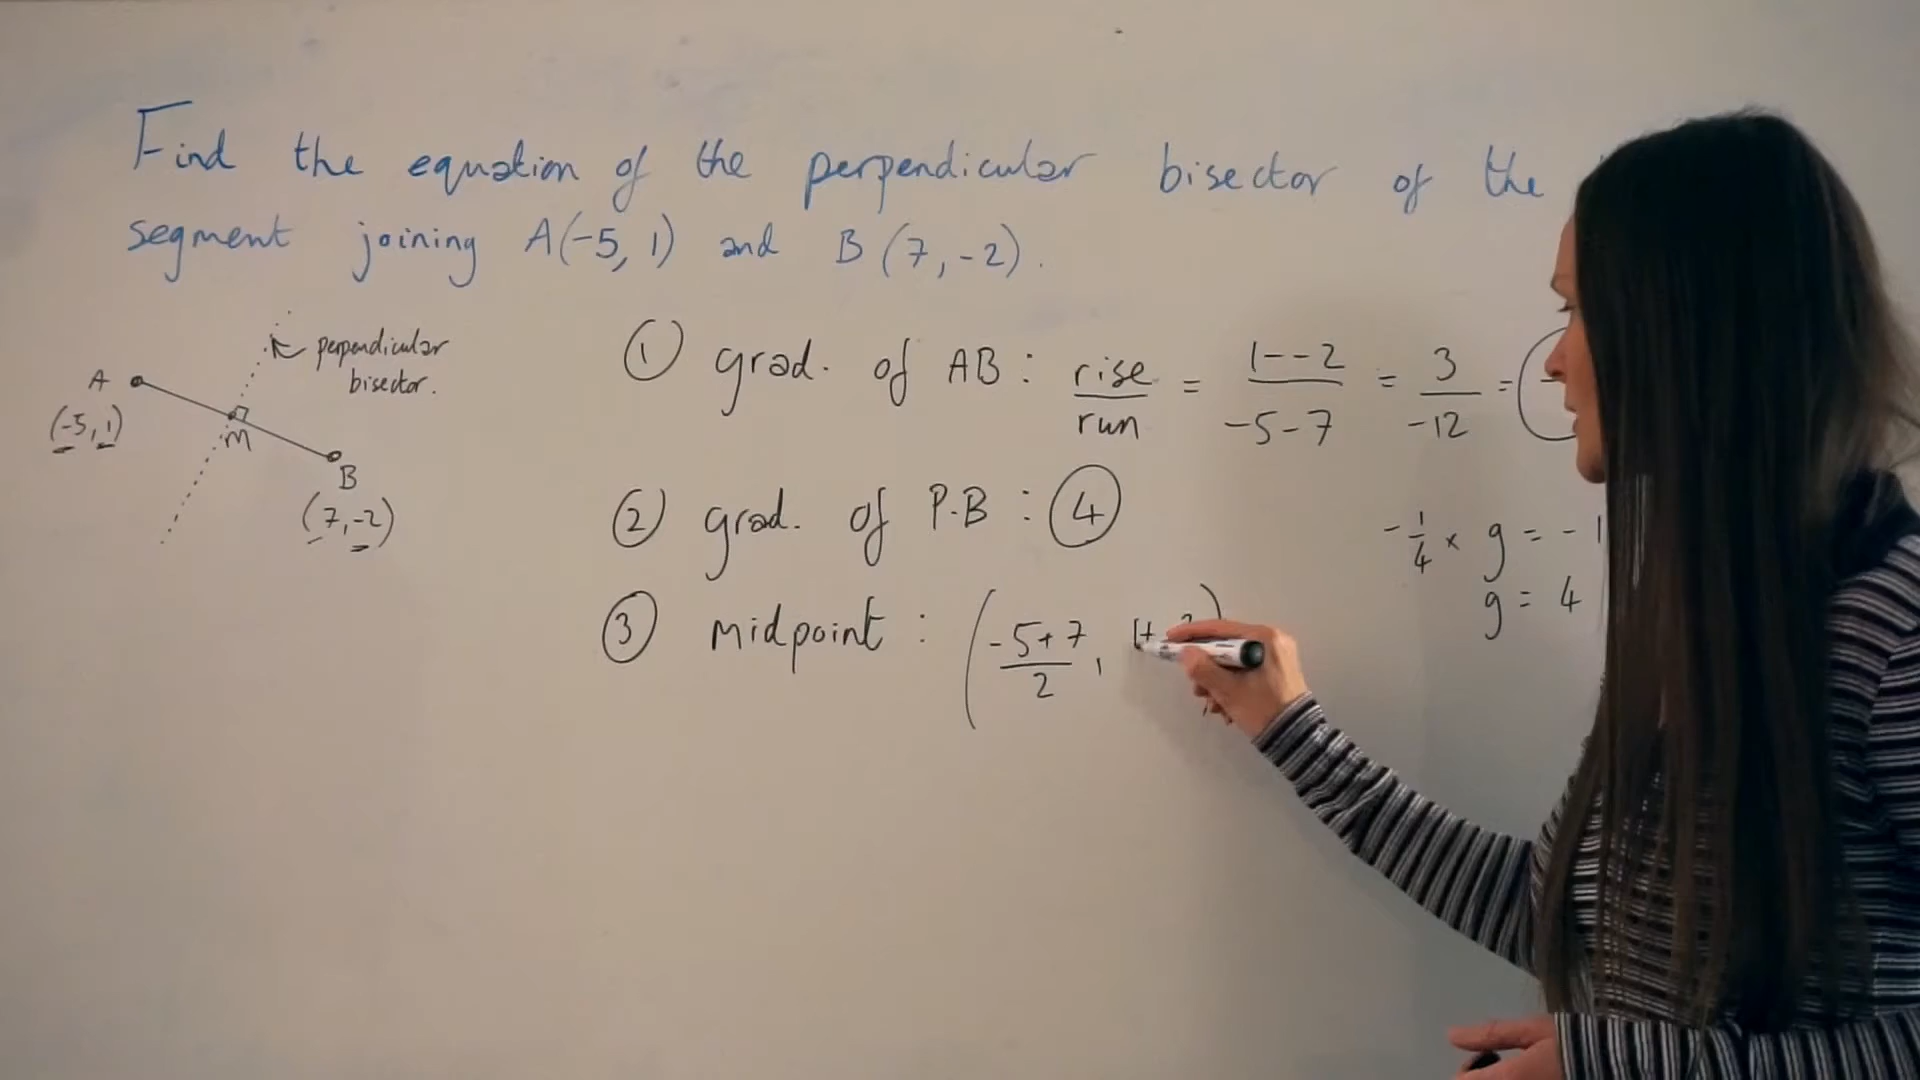 Find the equation of the perpendicular bisector of the
segment joining A(-5, 1) and B(7, -2).
perpendicular
bisector.
A
(-5, 1)
M
B
(7, -2)
① grad. of AB : rise/run = 1--2/-5-7 = 3/-12 =
② grad. of P.B : 4
-1/4 × g = -1
g = 4
③ midpoint : (-5+7/2, 1+